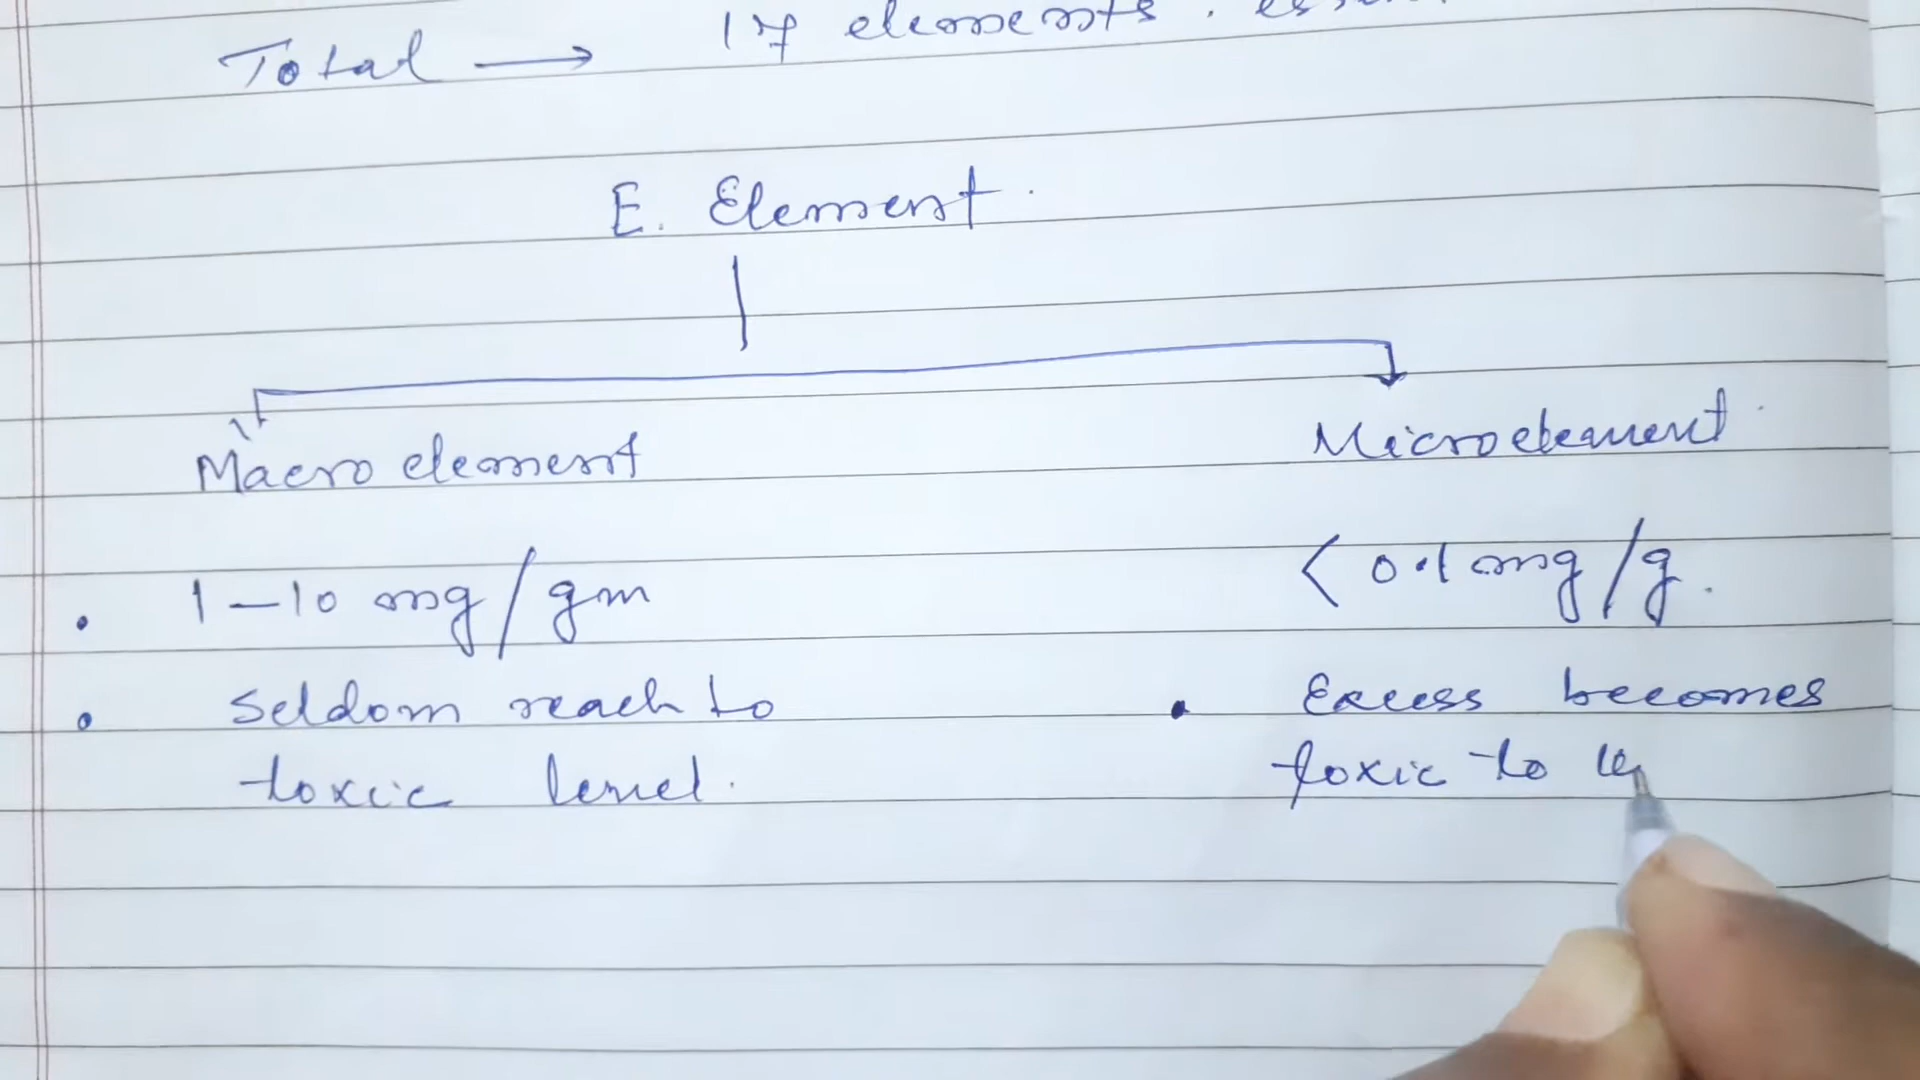 Total → 17 elements.
E. Element.
Macro element
Microelement.
• 1-10 mg/gm
< 0.1 mg/g.
• Seldom reach to
toxic level.
• Excess becomes
toxic to